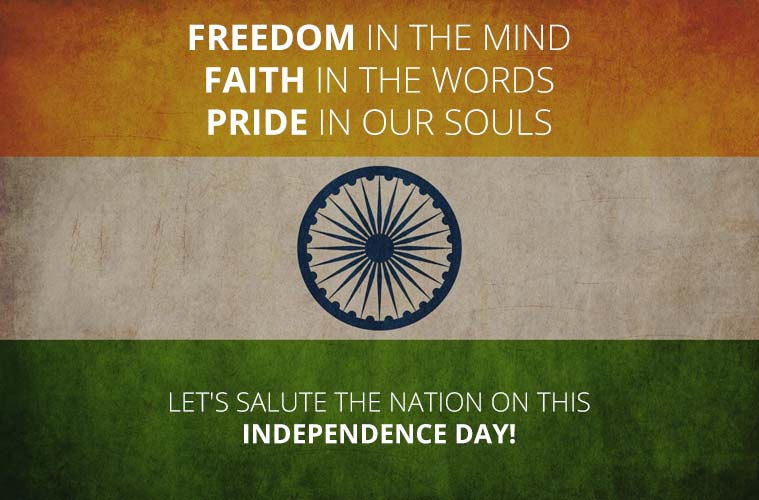 FREEDOM IN THE MIND
FAITH IN THE WORDS
PRIDE IN OUR SOULS
LET'S SALUTE THE NATION ON THIS
INDEPENDENCE DAY!